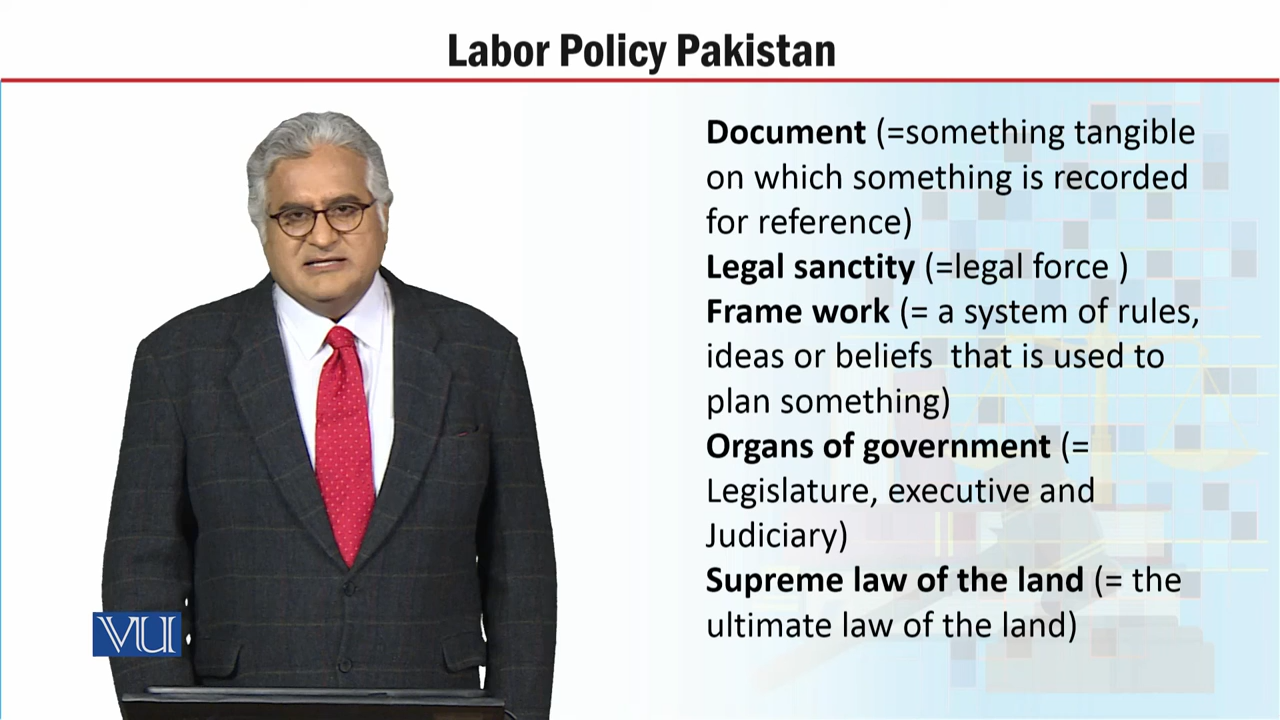 Labor Policy Pakistan
Document (=something tangible
on which something is recorded
for reference)
Legal sanctity (=legal force )
Frame work (= a system of rules,
ideas or beliefs  that is used to
plan something)
Organs of government (=
Legislature, executive and
Judiciary)
Supreme law of the land (= the
ultimate law of the land)
VU